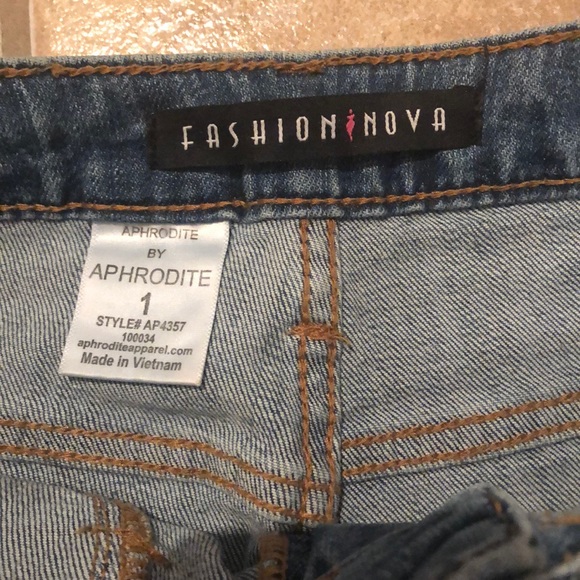 FASHION NOVA
APHRODITE
BY
APHRODITE
1
STYLE# AP4357
100034
aphroditeapparel.com
Made in Vietnam